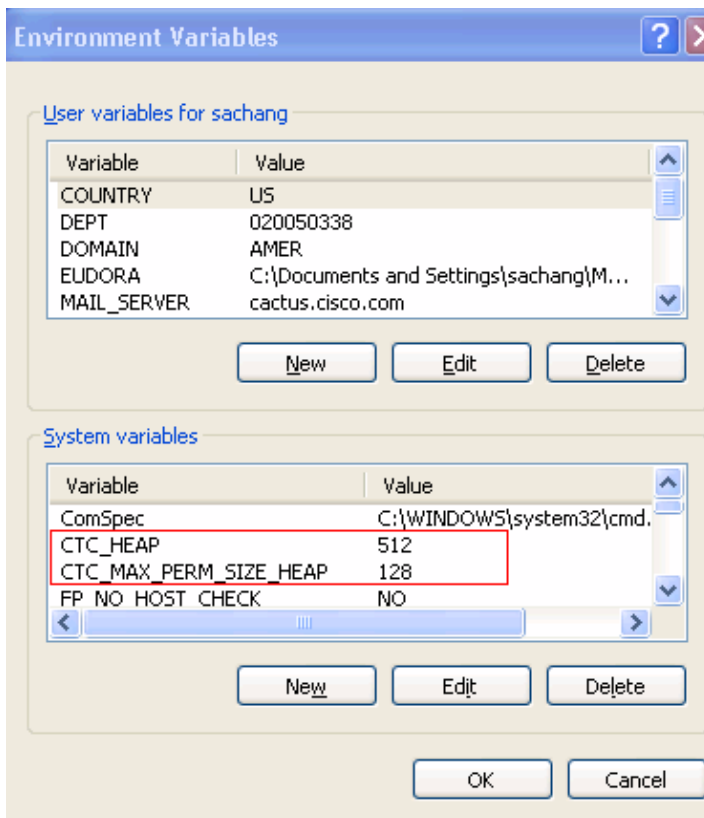 Environment Variables
?
User variables for sachang
Variable Value
COUNTRY US
DEPT 020050338
DOMAIN AMER
EUDORA C:\Documents and Settings\sachang\M...
MAIL_SERVER cactus.cisco.com
New Edit Delete
System variables
Variable Value
ComSpec C:\WINDOWS\system32\cmd.
CTC_HEAP 512
CTC_MAX_PERM_SIZE_HEAP 128
FP_NO_HOST_CHECK NO
New Edit Delete
OK Cancel